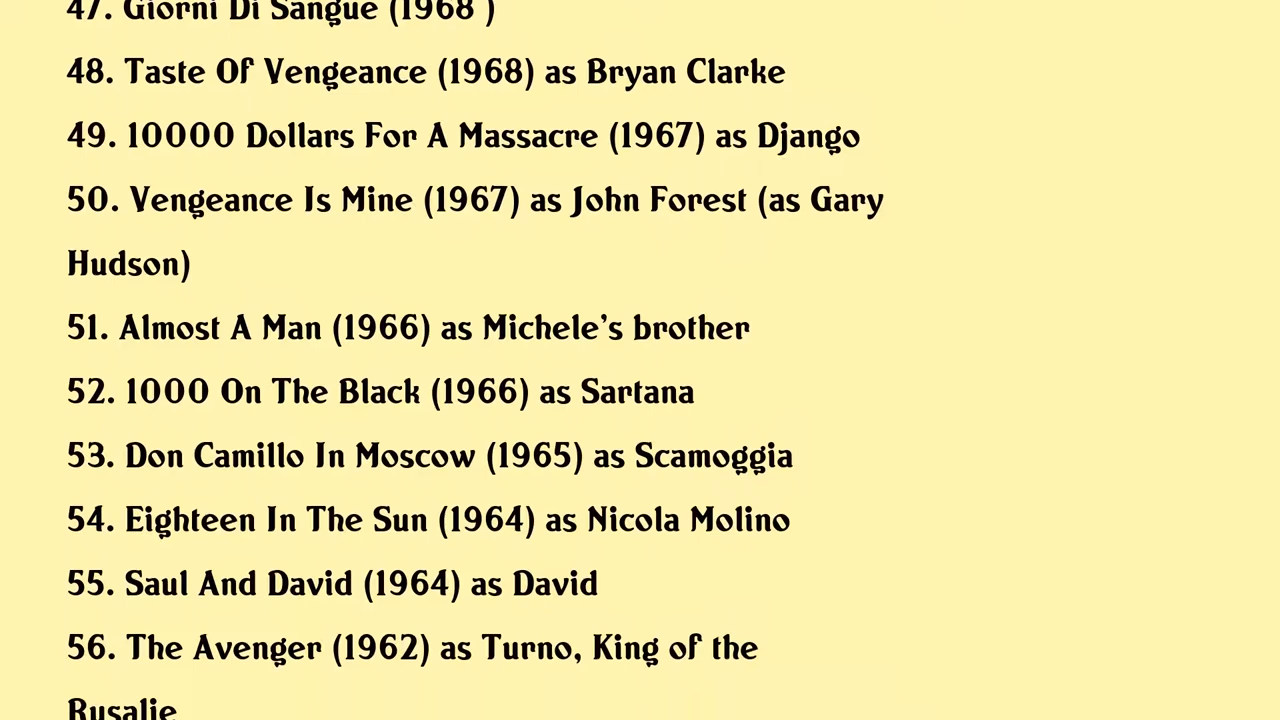 47. Giorni Di Sangue (1968 )
48. Taste Of Vengeance (1968) as Bryan Clarke
49. 10000 Dollars For A Massacre (1967) as Django
50. Vengeance Is Mine (1967) as John Forest (as Gary
Hudson)
51. Almost A Man (1966) as Michele's brother
52. 1000 On The Black (1966) as Sartana
53. Don Camillo In Moscow (1965) as Scamoggia
54. Eighteen In The Sun (1964) as Nicola Molino
55. Saul And David (1964) as David
56. The Avenger (1962) as Turno, King of the
Rusalie